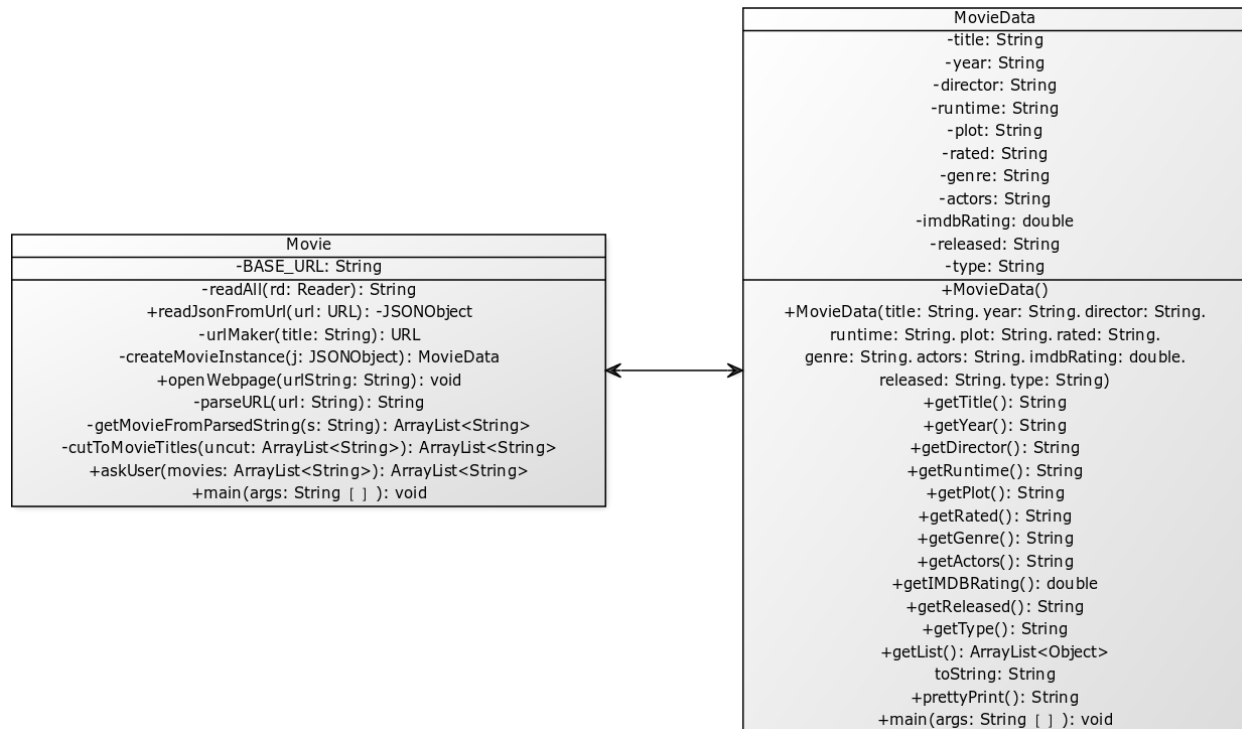 Movie
-BASE_URL: String
-readAll(rd: Reader): String
+readJsonFromUrl(url: URL): -JSONObject
-urlMaker(title: String): URL
-createMovieInstance(j: JSONObject): MovieData
+openWebpage(urlString: String): void
-parseURL(url: String): String
-getMovieFromParsedString(s: String): ArrayList<String>
-cutToMovieTitles(uncut: ArrayList<String>): ArrayList<String>
+askUser(movies: ArrayList<String>): ArrayList<String>
+main(args: String [ ] ): void
MovieData
-title: String
-year: String
-director: String
-runtime: String
-plot: String
-rated: String
-genre: String
-actors: String
-imdbRating: double
-released: String
-type: String
+MovieData()
+MovieData(title: String. year: String. director: String.
runtime: String. plot: String. rated: String.
genre: String. actors: String. imdbRating: double.
released: String. type: String)
+getTitle(): String
+getYear(): String
+getDirector(): String
+getRuntime(): String
+getPlot(): String
+getRated(): String
+getGenre(): String
+getActors(): String
+getIMDBRating(): double
+getReleased(): String
+getType(): String
+getList(): ArrayList<Object>
toString: String
+prettyPrint(): String
+main(args: String [ ] ): void